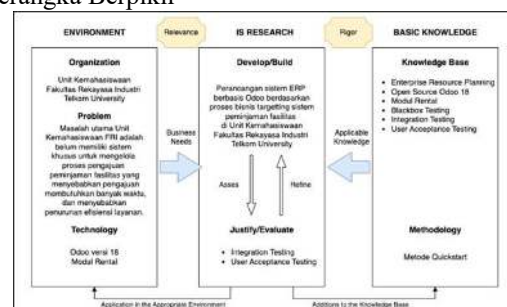 ENVIRONMENT
Relevance
IS RESEARCH
Rigor
BASIC KNOWLEDGE
Organization
Unit Kemahasiswaan
Fakultas Rekayasa Industri
Telkom University
Problem
Masalah utama Unit
Kemahasiswaan FRI adalah
belum memiliki sistem
khusus untuk mengelola
proses pengajuan
peminjaman fasilitas yang
menyebabkan pengajuan
membutuhkan banyak waktu,
dan menyebabkan
penurunan efisiensi layanan.
Technology
Odoo versi 18
Modul Rental
Business
Needs
Develop/Build
Perancangan sistem ERP
berbasis Odoo berdasarkan
proses bisnis targetting sistem
peminjaman fasilitas
di Unit Kemahasiswaan
Fakultas Rekayasa Industri
Telkom University
Asses
Refine
Justify/Evaluate
• Integration Testing
• User Acceptance Testing
Applicable
Knowledge
Knowledge Base
• Enterprise Resource Planning
• Open Source Odoo 18
• Modul Rental
• Blackbox Testing
• Integration Testing
• User Acceptance Testing
Methodology
Metode Quickstart
Application in the Appropriate Environment
Additions to the Knowledge Base